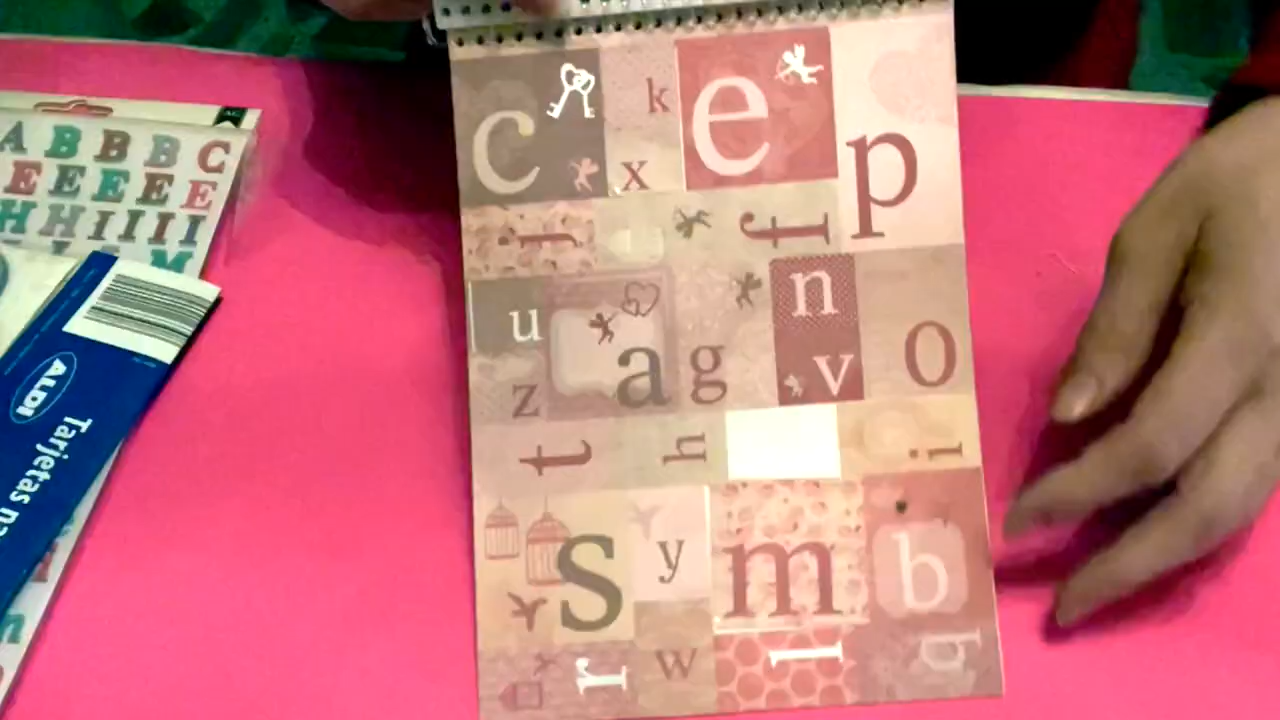 A B B B C
E E E E E
H H I I I I
M
ALDI
Tarjetas
c k e p
x
j f
u n
z a g v o
t h i
s y m b
r w l q